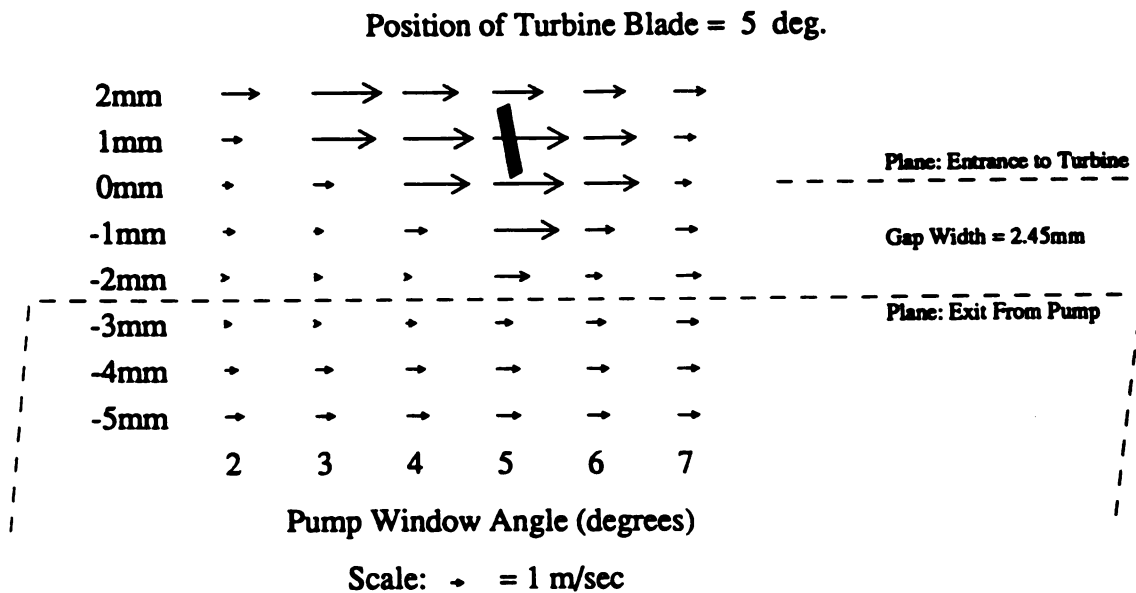 Position of Turbine Blade = 5 deg.
2mm
1mm
Plane: Entrance to Turbine
0mm
-1mm
Gap Width = 2.45mm
-2mm
Plane: Exit From Pump
-3mm
-4mm
-5mm
2 3 4 5 6 7
Pump Window Angle (degrees)
Scale: → = 1 m/sec